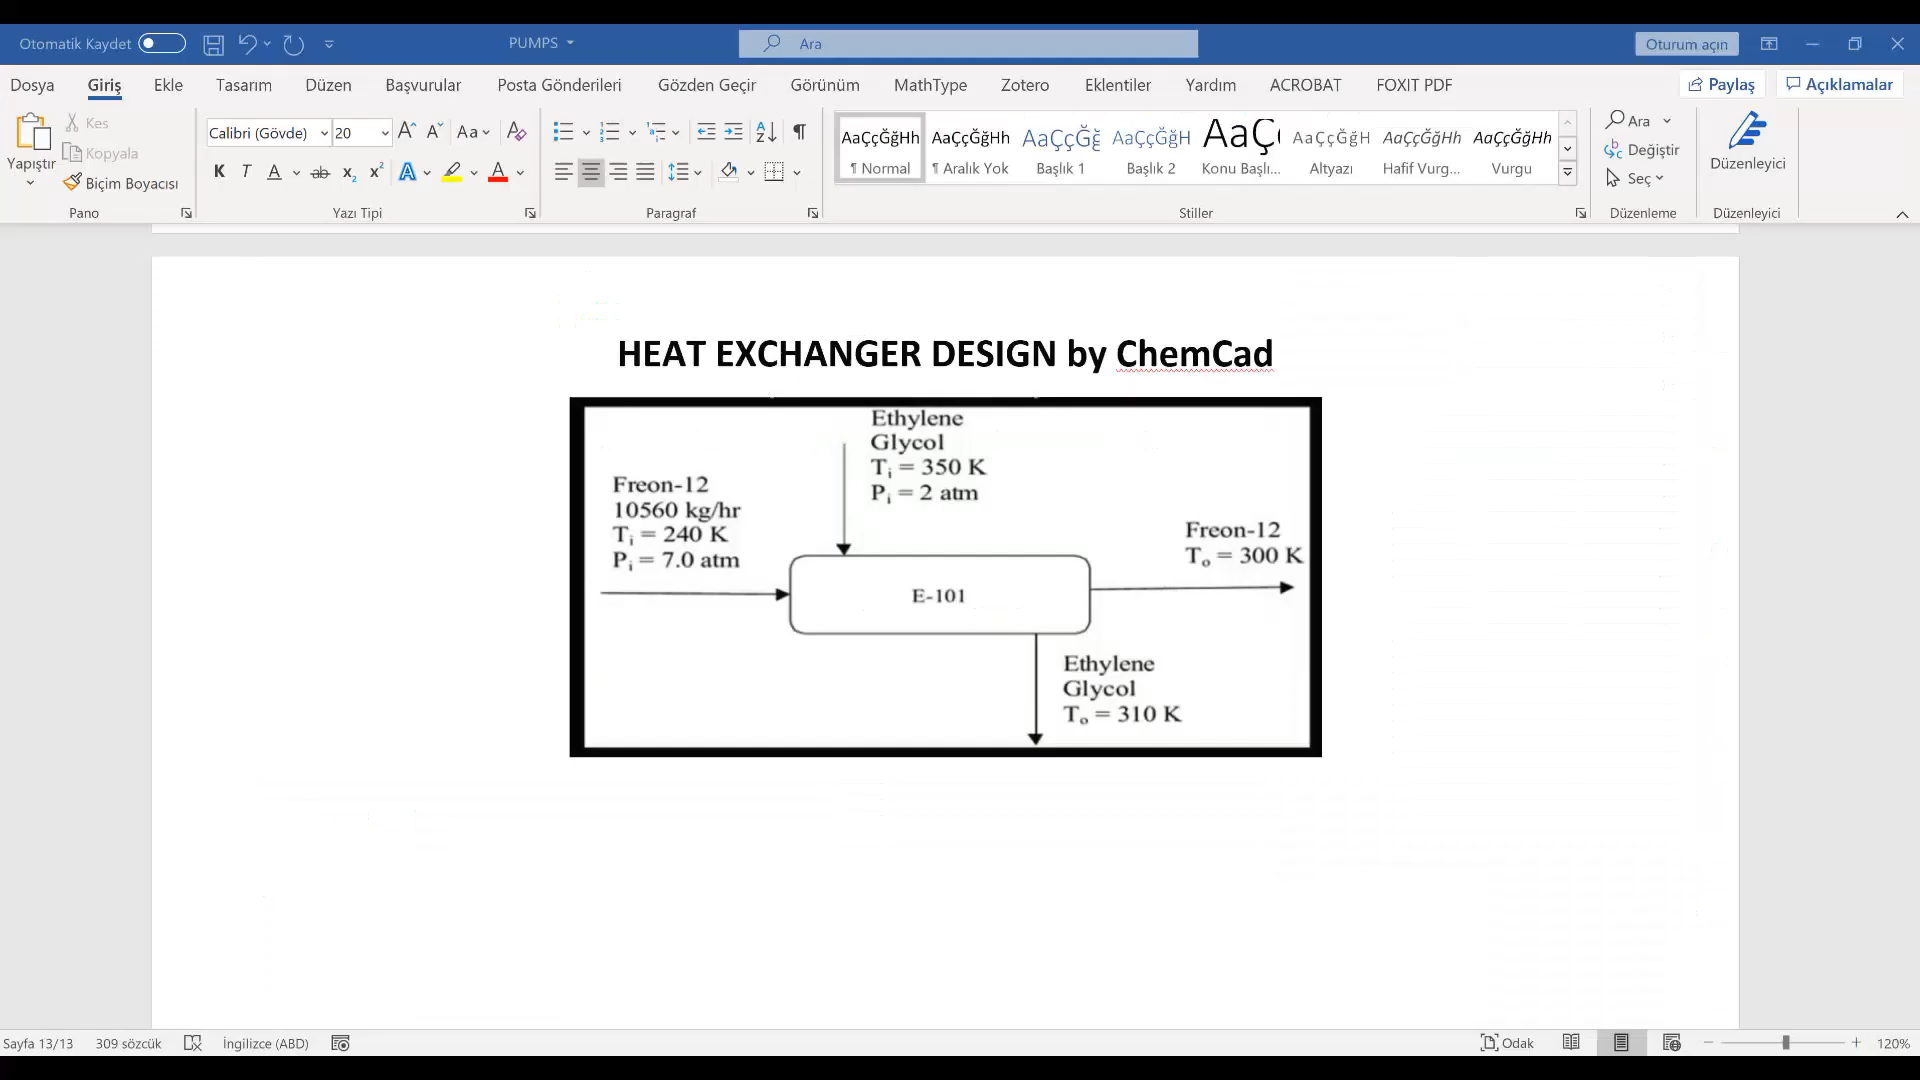 Otomatik Kaydet
PUMPS
Ara
Oturum açın
Dosya Giriş Ekle Tasarım Düzen Başvurular Posta Gönderileri Gözden Geçir Görünüm MathType Zotero Eklentiler Yardım ACROBAT FOXIT PDF Paylaş Açıklamalar
Yapıştır
Kes
Kopyala
Biçim Boyacısı
Calibri (Gövde) 20
AaÇçĞğHh AaÇçĞğHh AaÇçĞğ AaÇçĞğH AaÇ AaÇçĞğH AaÇçĞğHh AaÇçĞğHh
¶ Normal ¶ Aralık Yok Başlık 1 Başlık 2 Konu Başlı... Altyazı Hafif Vurg... Vurgu
Ara
Değiştir
Seç
Düzenleyici
Pano Yazı Tipi Paragraf Stiller Düzenleme Düzenleyici
HEAT EXCHANGER DESIGN by ChemCad
Ethylene
Glycol
Tᵢ = 350 K
Pᵢ = 2 atm
Freon-12
10560 kg/hr
Tᵢ = 240 K
Pᵢ = 7.0 atm
Freon-12
Tₒ = 300 K
E-101
Ethylene
Glycol
Tₒ = 310 K
Sayfa 13/13 309 sözcük İngilizce (ABD) Odak 120%